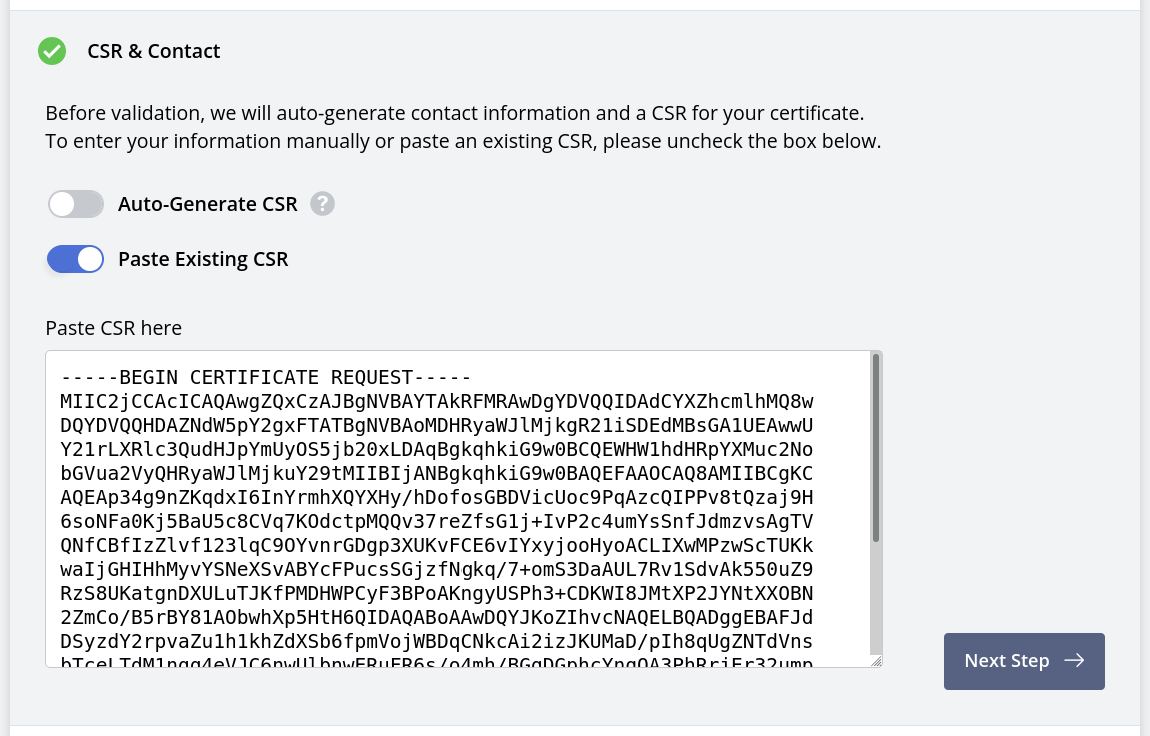 CSR & Contact
Before validation, we will auto-generate contact information and a CSR for your certificate.
To enter your information manually or paste an existing CSR, please uncheck the box below.
Auto-Generate CSR ?
Paste Existing CSR
Paste CSR here
-----BEGIN CERTIFICATE REQUEST-----
MIIC2jCCAcICAQAwgZQxCzAJBgNVBAYTAkRFMRAwDgYDVQQIDAdCYXZhcmlhMQ8w
DQYDVQQHDAZNdW5pY2gxFTATBgNVBAoMDHRyaWJlMjkgR21iSDEdMBsGA1UEAwwU
Y21rLXRlc3QudHJpYmUyOS5jb20xLDAqBgkqhkiG9w0BCQEWHW1hdHRpYXMuc2No
bGVua2VyQHRyaWJlMjkuY29tMIIBIjANBgkqhkiG9w0BAQEFAAOCAQ8AMIIBCgKC
AQEAp34g9nZKqdxI6InYrmhXQYXHy/hDofosGBDVicUoc9PqAzcQIPPv8tQzaj9H
6soNFa0Kj5BaU5c8CVq7KOdctpMQQv37reZfsG1j+IvP2c4umYsSnfJdmzvsAgTV
QNfCBfIzZlvf123lqC9OYvnrGDgp3XUKvFCE6vIYxyjooHyoACLIXwMPzwScTUKk
waIjGHIHhMyvYSNeXSvABYcFPucsSGjzfNgkq/7+omS3DaAUL7Rv1SdvAk550uZ9
RzS8UKatgnDXULuTJKfPMDHWPCyF3BPoAKngyUSPh3+CDKWI8JMtXP2JYNtXXOBN
2ZmCo/B5rBY81AObwhXp5HtH6QIDAQABoAAwDQYJKoZIhvcNAQELBQADggEBAFJd
DSyzdY2rpvaZu1h1khZdXSb6fpmVojWBDqCNkcAi2izJKUMaD/pIh8qUgZNTdVns
Next Step